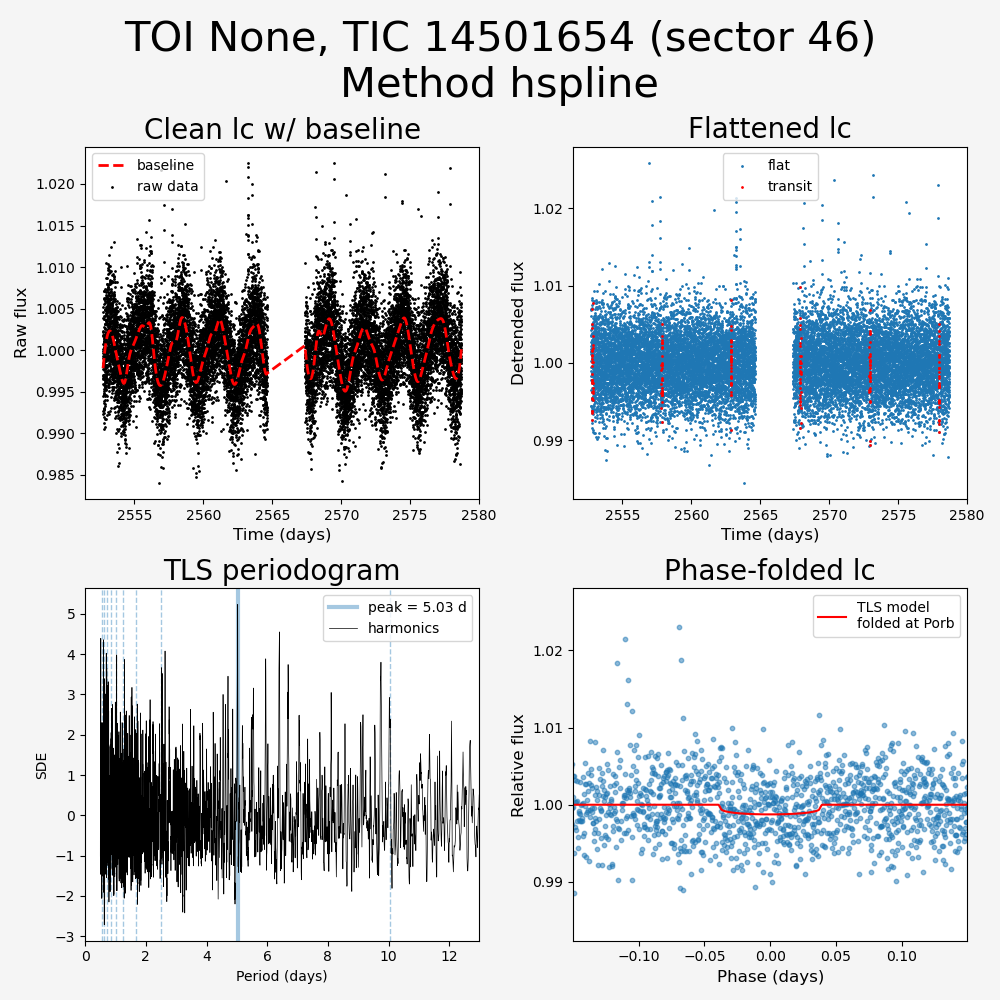 TOI None, TIC 14501654 (sector 46)
Method hspline
Clean lc w/ baseline
baseline
raw data
Raw flux
1.020
1.015
1.010
1.005
1.000
0.995
0.990
0.985
2555
2560
2565
2570
2575
2580
Time (days)
Flattened lc
flat
transit
Detrended flux
1.02
1.01
1.00
0.99
2555
2560
2565
2570
2575
2580
Time (days)
TLS periodogram
peak = 5.03 d
harmonics
SDE
5
4
3
2
1
0
−1
−2
−3
0
2
4
6
8
10
12
Period (days)
Phase-folded lc
TLS model
folded at Porb
Relative flux
1.02
1.01
1.00
0.99
−0.10
−0.05
0.00
0.05
0.10
Phase (days)